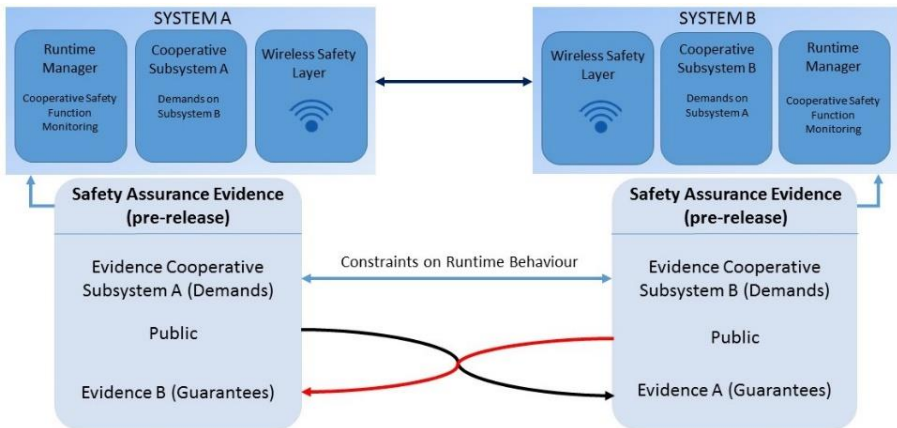 SYSTEM A
Runtime
Manager
Cooperative Safety
Function
Monitoring
Cooperative
Subsystem A
Demands on
Subsystem B
Wireless Safety
Layer
SYSTEM B
Wireless Safety
Layer
Cooperative
Subsystem B
Demands on
Subsystem A
Runtime
Manager
Cooperative Safety
Function
Monitoring
Safety Assurance Evidence
(pre-release)
Evidence Cooperative
Subsystem A (Demands)
Public
Evidence B (Guarantees)
Constraints on Runtime Behaviour
Safety Assurance Evidence
(pre-release)
Evidence Cooperative
Subsystem B (Demands)
Public
Evidence A (Guarantees)